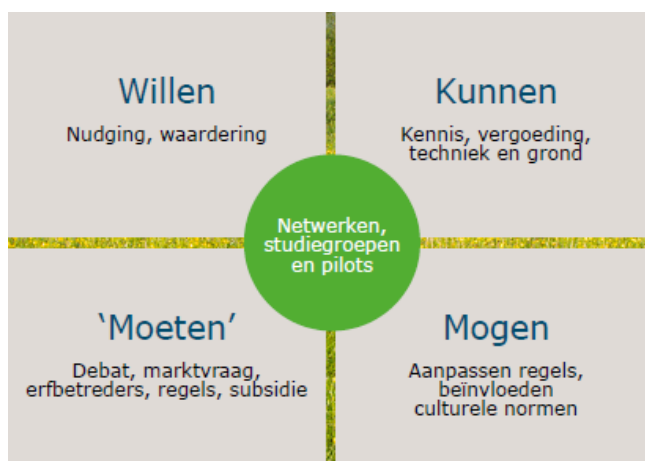 Willen
Nudging, waardering
Kunnen
Kennis, vergoeding,
techniek en grond
Netwerken,
studiegroepen
en pilots
‘Moeten’
Debat, marktvraag,
erfbetreders, regels, subsidie
Mogen
Aanpassen regels,
beïnvloeden
culturele normen